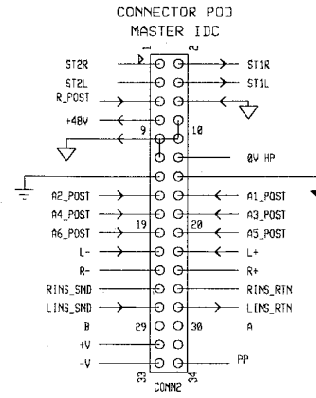 CONNECTOR P03
MASTER IDC
1 2
ST2R ST1R
ST2L ST1L
R_POST
+48V
9 10
0V HP
A2_POST A1_POST
A4_POST A3_POST
19 20
A6_POST A5_POST
L- L+
R- R+
RINS_SND RINS_RTN
LINS_SND LINS_RTN
B 29 30 A
+V
-V PP
33 34
CONN2